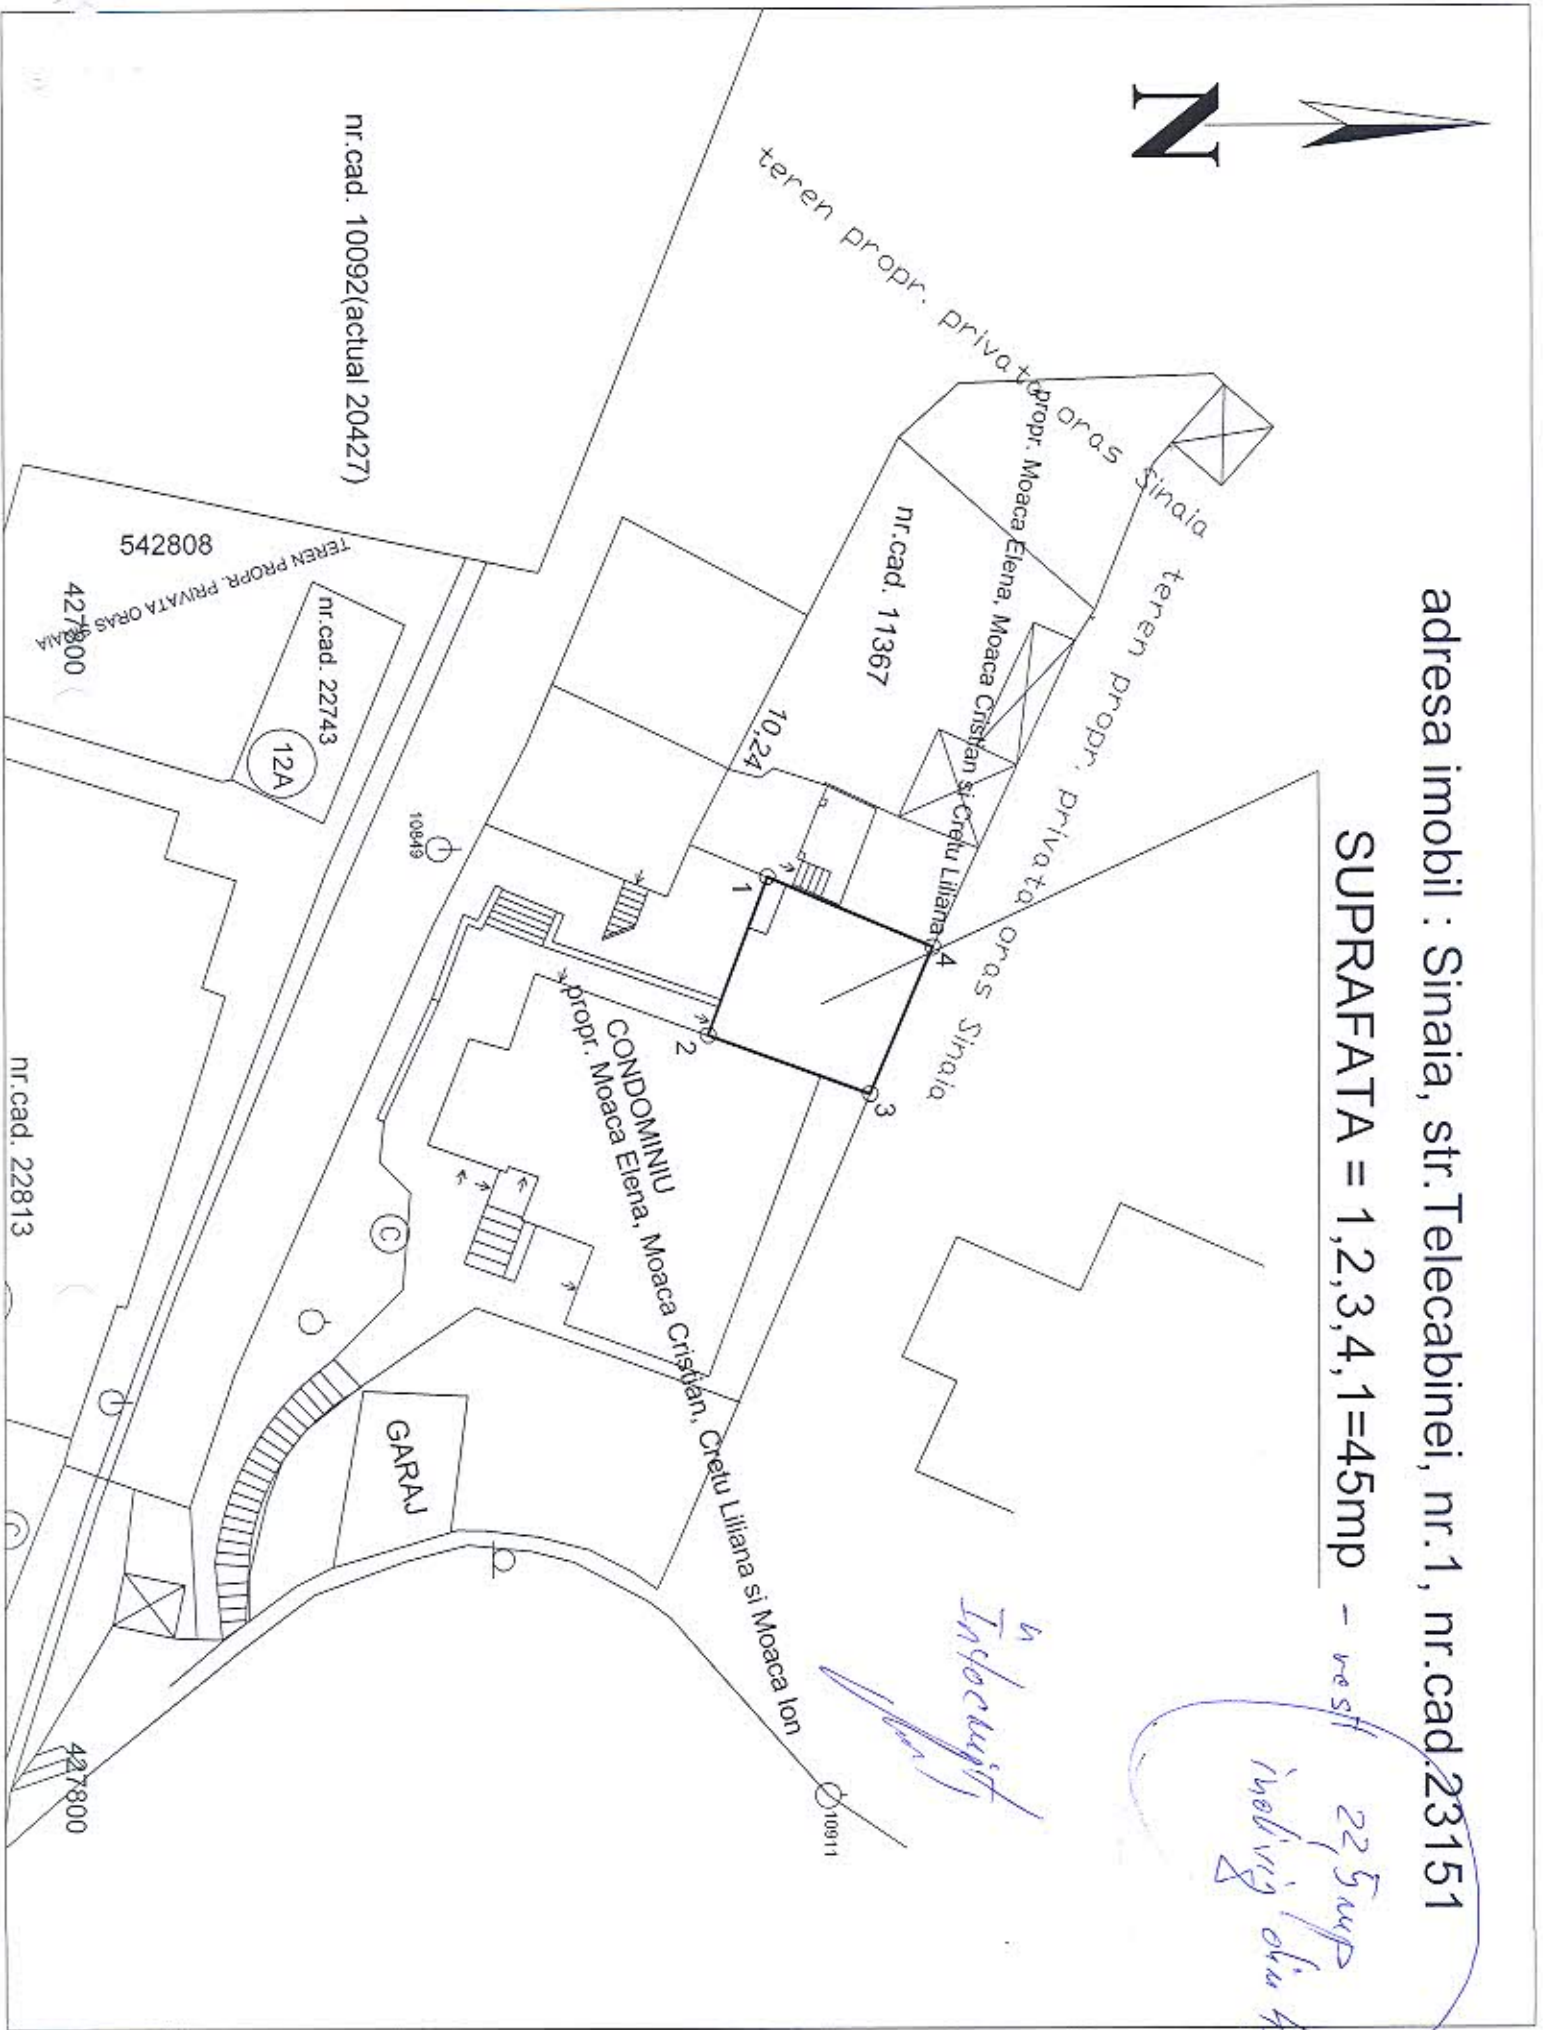 adresa imobil : Sinaia, str.Telecabinei, nr.1, nr.cad.23151
SUPRAFATA = 1,2,3,4,1=45mp
22,5mp
N
teren propr. privata oras Sinaia
teren propr. privata oras Sinaia
propr. Moaca Elena, Moaca Cristian si Cretu Liliana
nr.cad. 11367
10,24
1
2
3
4
CONDOMINIU
propr. Moaca Elena, Moaca Cristian, Cretu Liliana si Moaca Ion
Intocmit
10911
nr.cad. 10092(actual 20427)
10849
C
GARAJ
TEREN PROPR. PRIVATA ORAS SINAIA
542808
nr.cad. 22743
12A
427800
nr.cad. 22813
C
427800